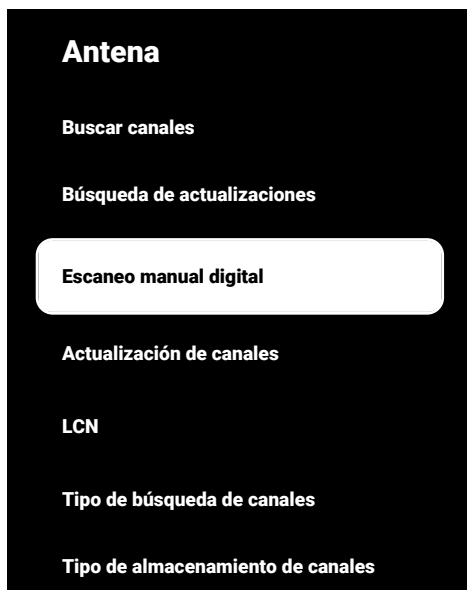 Antena
Buscar canales
Búsqueda de actualizaciones
Escaneo manual digital
Actualización de canales
LCN
Tipo de búsqueda de canales
Tipo de almacenamiento de canales